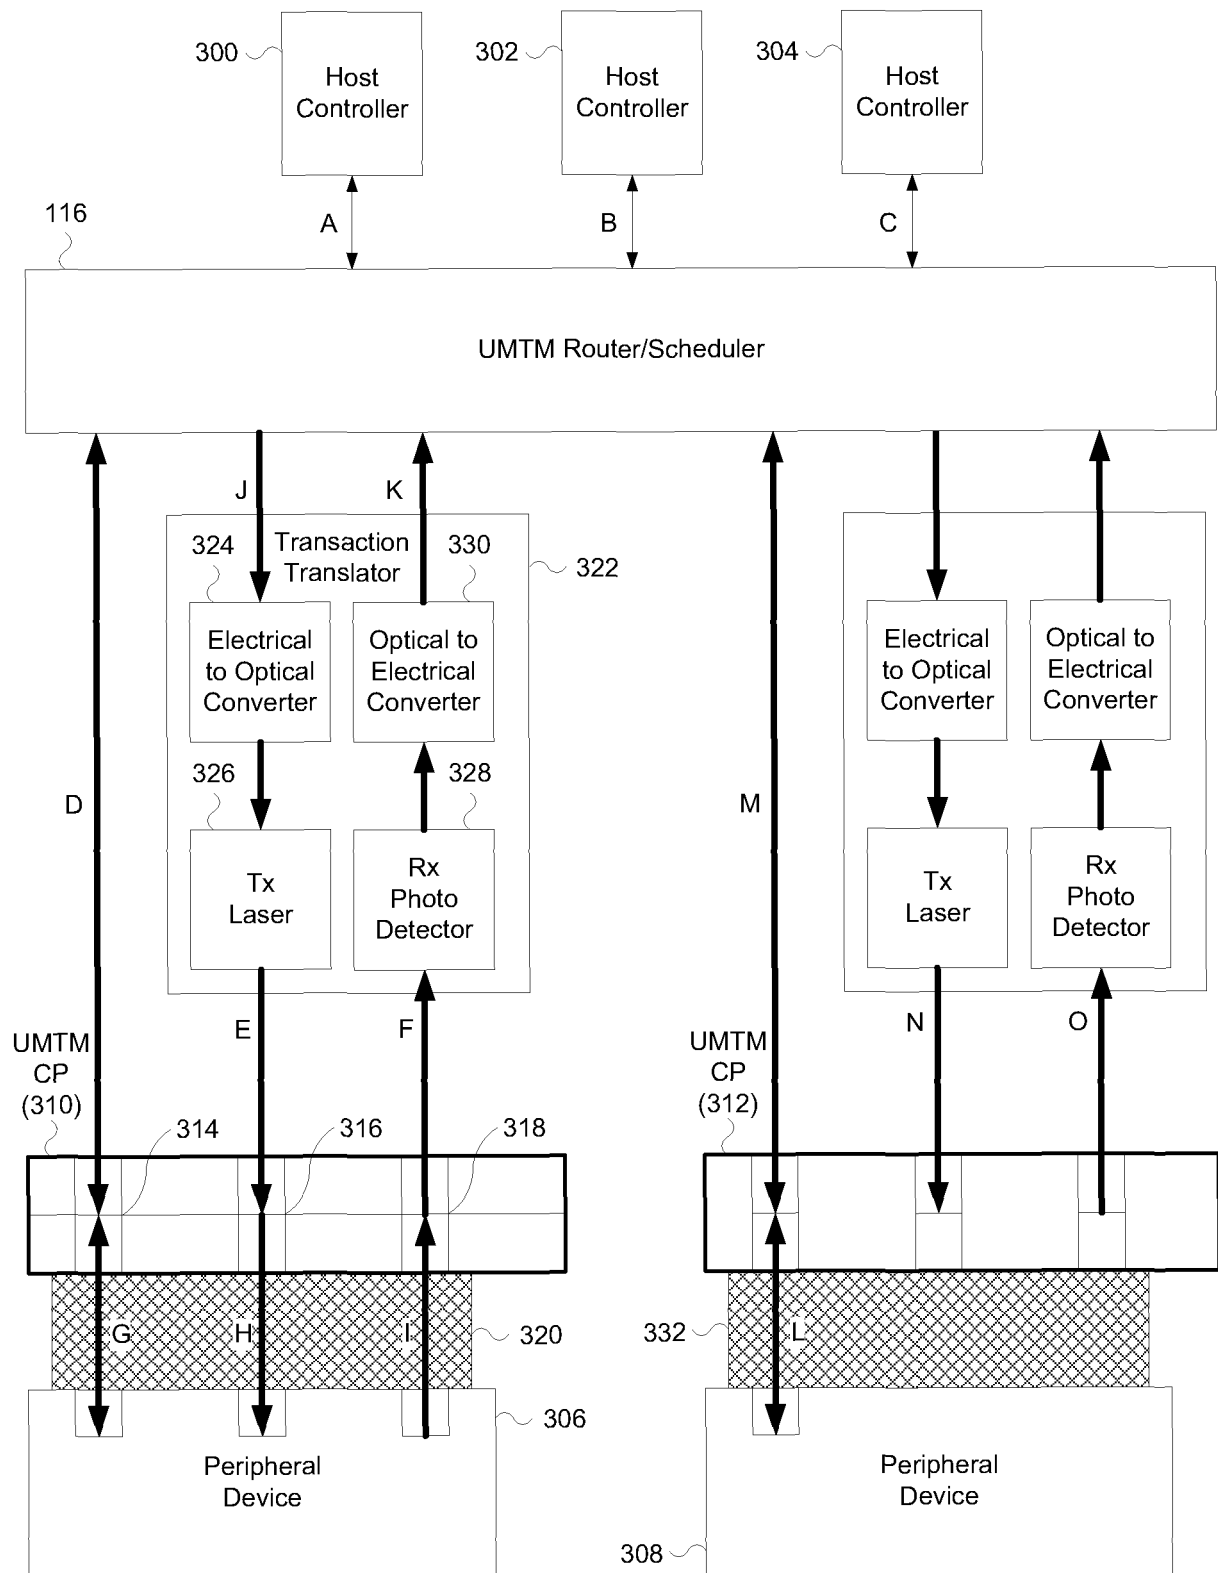 300
Host
Controller
302
Host
Controller
304
Host
Controller
A
B
C
116
UMTM Router/Scheduler
J
K
324
Transaction
Translator
330
322
Electrical
to Optical
Converter
Optical to
Electrical
Converter
326
328
Tx
Laser
Rx
Photo
Detector
D
E
F
UMTM
CP
(310)
314
316
318
G
H
I
320
306
Peripheral
Device
Electrical
to Optical
Converter
Optical to
Electrical
Converter
M
Tx
Laser
Rx
Photo
Detector
N
O
UMTM
CP
(312)
332
L
Peripheral
Device
308